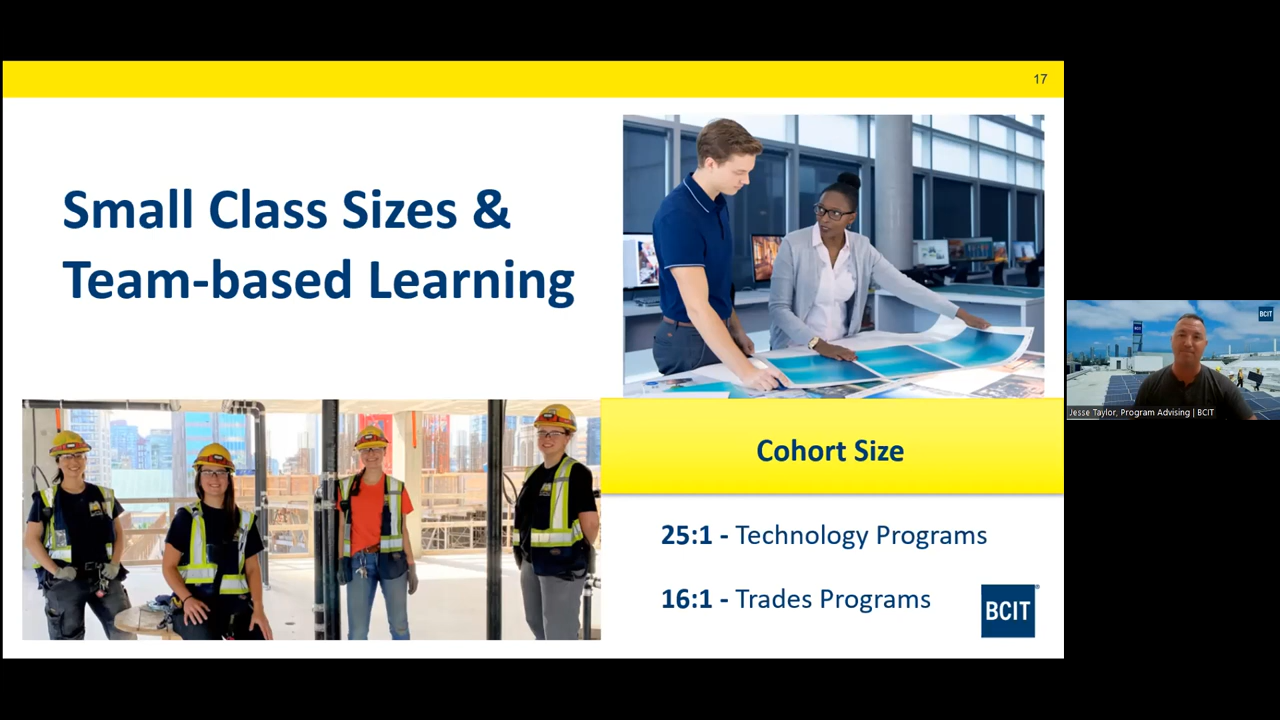 17
Small Class Sizes &
Team-based Learning
Cohort Size
25:1 - Technology Programs
16:1 - Trades Programs
BCIT
BCIT
Jesse Taylor, Program Advising | BCIT